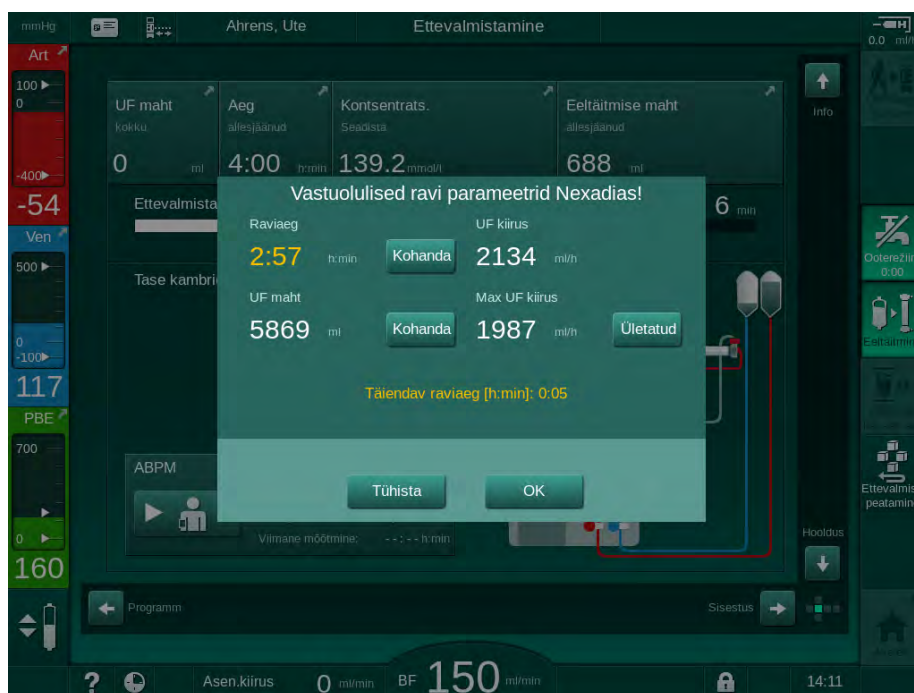 mmHg
Ahrens, Ute
Ettevalmistamine
0.0 ml/h
Art
100
0
-400
-54
Ven
500
0
-100
117
PBE
700
0
160
UF maht
kokku
0 ml
Aeg
allesjäänud
4:00 h:min
Kontsentrats.
Seadista
139.2 mmol/l
Eeltäitmise maht
allesjäänud
688 ml
Info
Ettevalmista
6 min
Tase kambri
Vastuolulised ravi parameetrid Nexadias!
Raviaeg
2:57 h:min
Kohanda
UF kiirus
2134 ml/h
UF maht
5869 ml
Kohanda
Max UF kiirus
1987 ml/h
Ületatud
Täiendav raviaeg [h:min]: 0:05
Tühista
OK
ABPM
Viimane mõõtmine: --:-- h:min
Ooterežiim
0:00
Eeltäitmin
Ettevalmis
peatamin
Hooldus
Programm
Sisestus
?
Asen.kiirus
0 ml/min
BF 150 ml/min
14:11